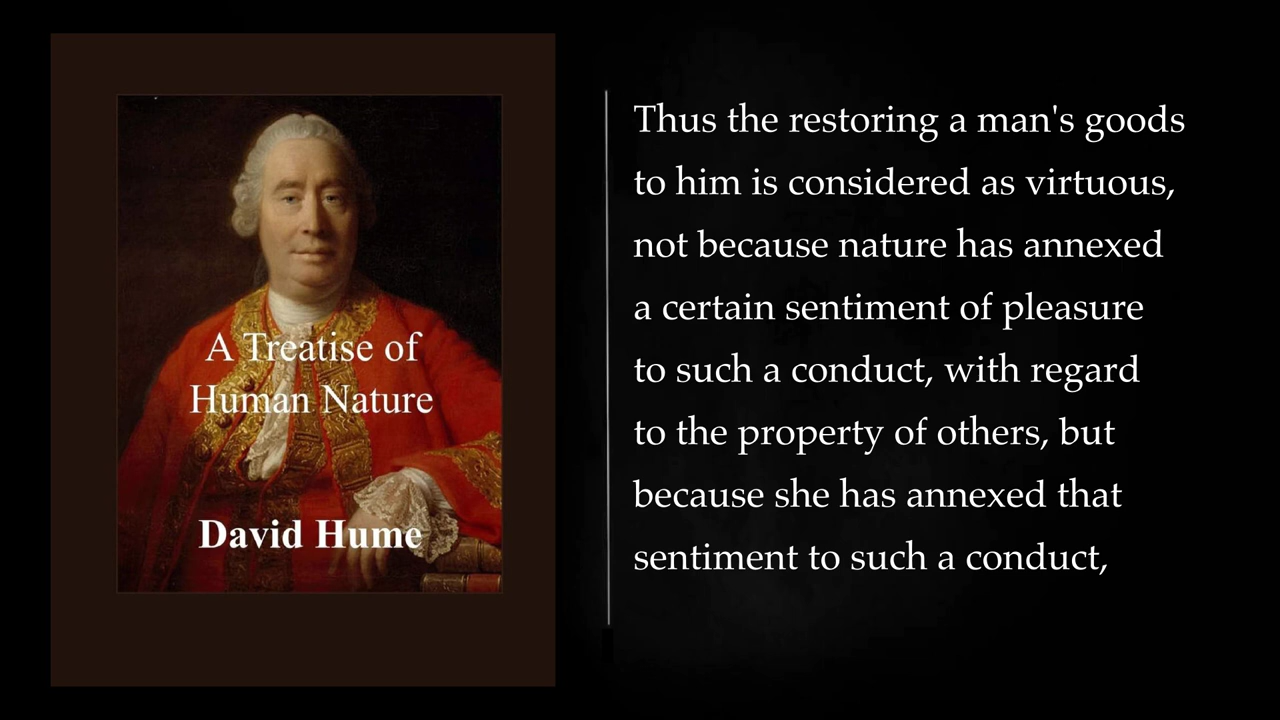 A Treatise of
Human Nature
David Hume
Thus the restoring a man's goods
to him is considered as virtuous,
not because nature has annexed
a certain sentiment of pleasure
to such a conduct, with regard
to the property of others, but
because she has annexed that
sentiment to such a conduct,